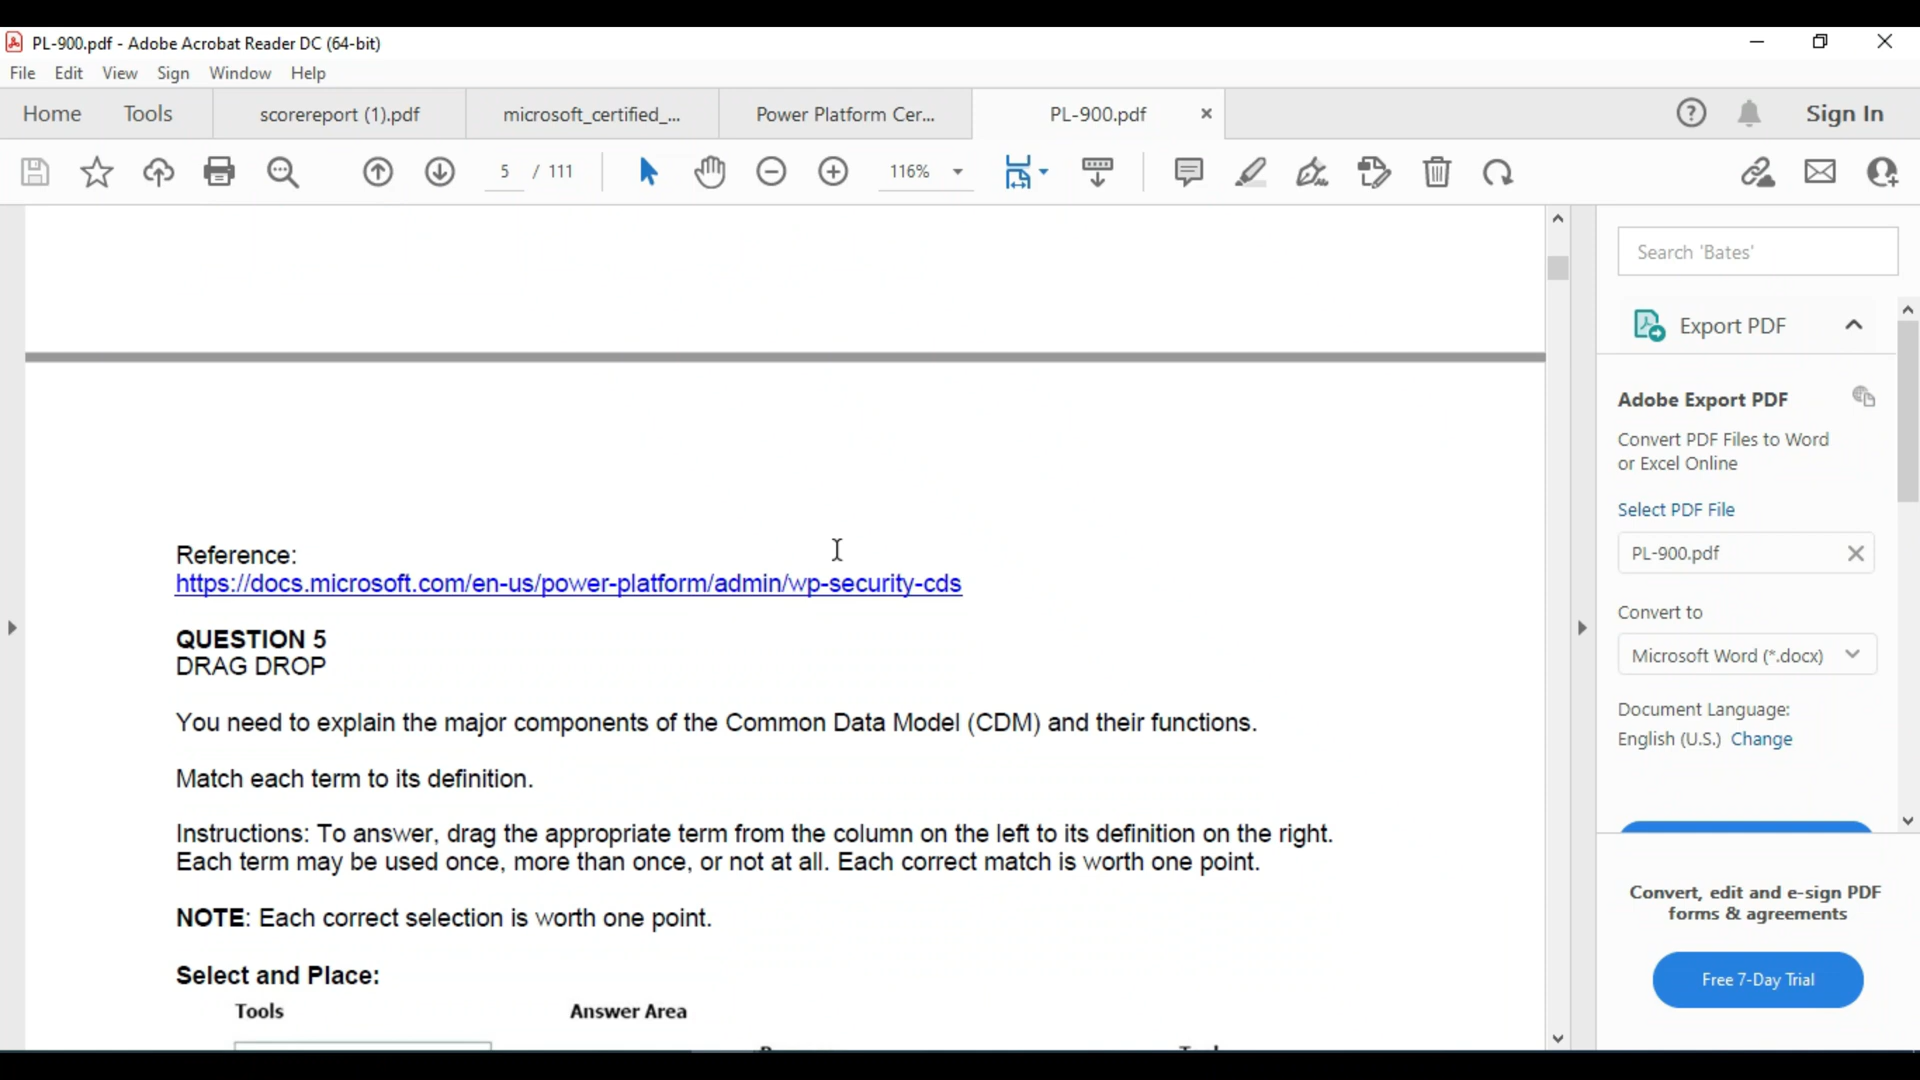 PL-900.pdf - Adobe Acrobat Reader DC (64-bit)
File Edit View Sign Window Help
Home Tools scorereport (1).pdf microsoft_certified_... Power Platform Cer... PL-900.pdf Sign In
5 / 111 116%
Search 'Bates'
Export PDF
Adobe Export PDF
Convert PDF Files to Word
or Excel Online
Select PDF File
PL-900.pdf
Convert to
Microsoft Word (*.docx)
Document Language:
English (U.S.) Change
Convert, edit and e-sign PDF
forms & agreements
Free 7-Day Trial
Reference:
https://docs.microsoft.com/en-us/power-platform/admin/wp-security-cds
QUESTION 5
DRAG DROP
You need to explain the major components of the Common Data Model (CDM) and their functions.
Match each term to its definition.
Instructions: To answer, drag the appropriate term from the column on the left to its definition on the right.
Each term may be used once, more than once, or not at all. Each correct match is worth one point.
NOTE: Each correct selection is worth one point.
Select and Place:
Tools Answer Area